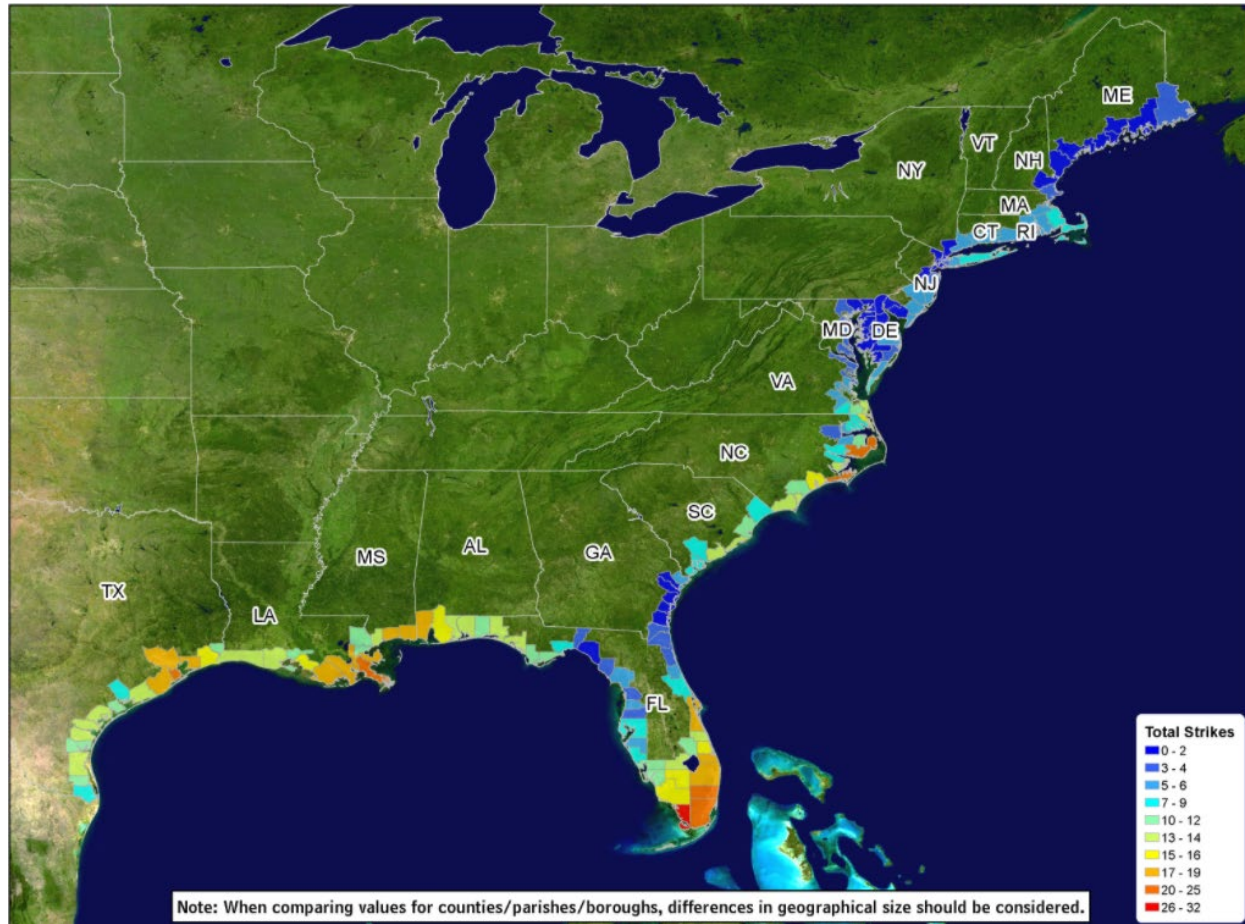 ME
VT
NH
NY
MA
CT RI
NJ
MD DE
VA
NC
SC
MS AL GA
TX
LA
FL
Total Strikes
0 - 2
3 - 4
5 - 6
7 - 9
10 - 12
13 - 14
15 - 16
17 - 19
20 - 25
26 - 32
Note: When comparing values for counties/parishes/boroughs, differences in geographical size should be considered.